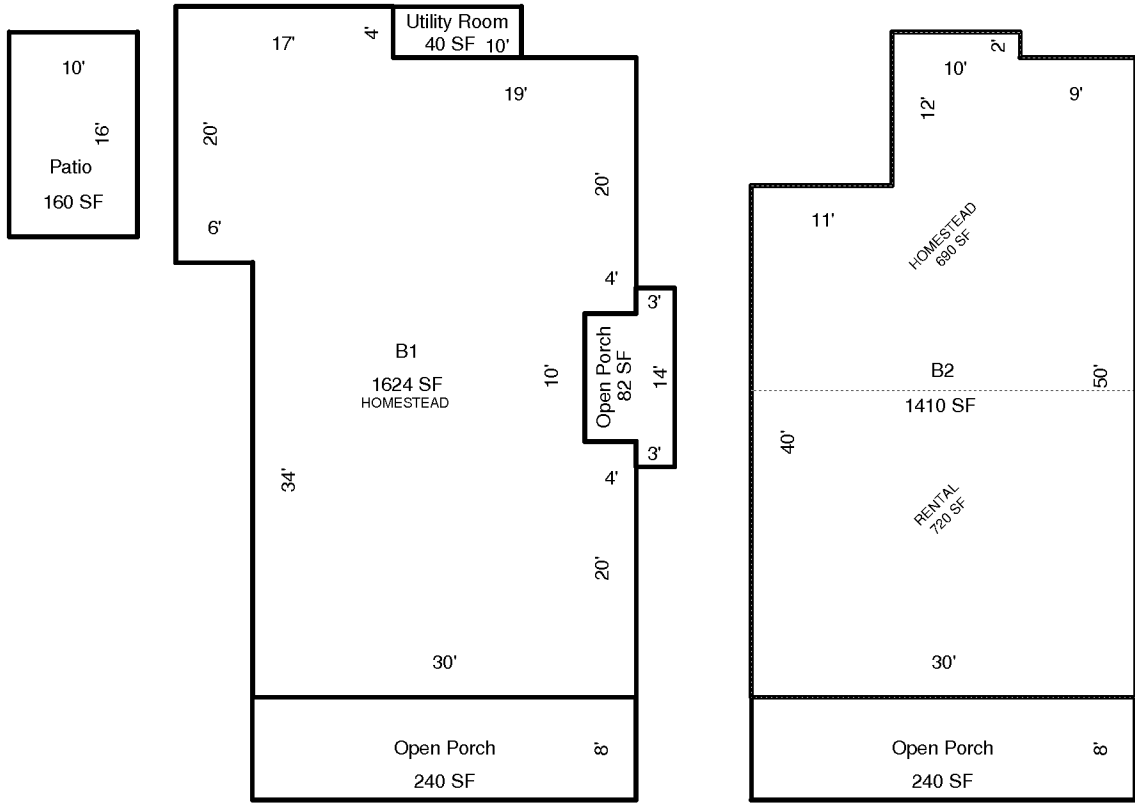 10'
16'
Patio
160 SF
17'
4'
Utility Room
40 SF 10'
19'
20'
6'
20'
4'
3'
B1
1624 SF
HOMESTEAD
10'
Open Porch
82 SF
14'
3'
4'
34'
20'
30'
Open Porch
240 SF
8'
2'
10'
12'
9'
11'
HOMESTEAD
690 SF
B2
1410 SF
50'
40'
RENTAL
720 SF
30'
Open Porch
240 SF
8'